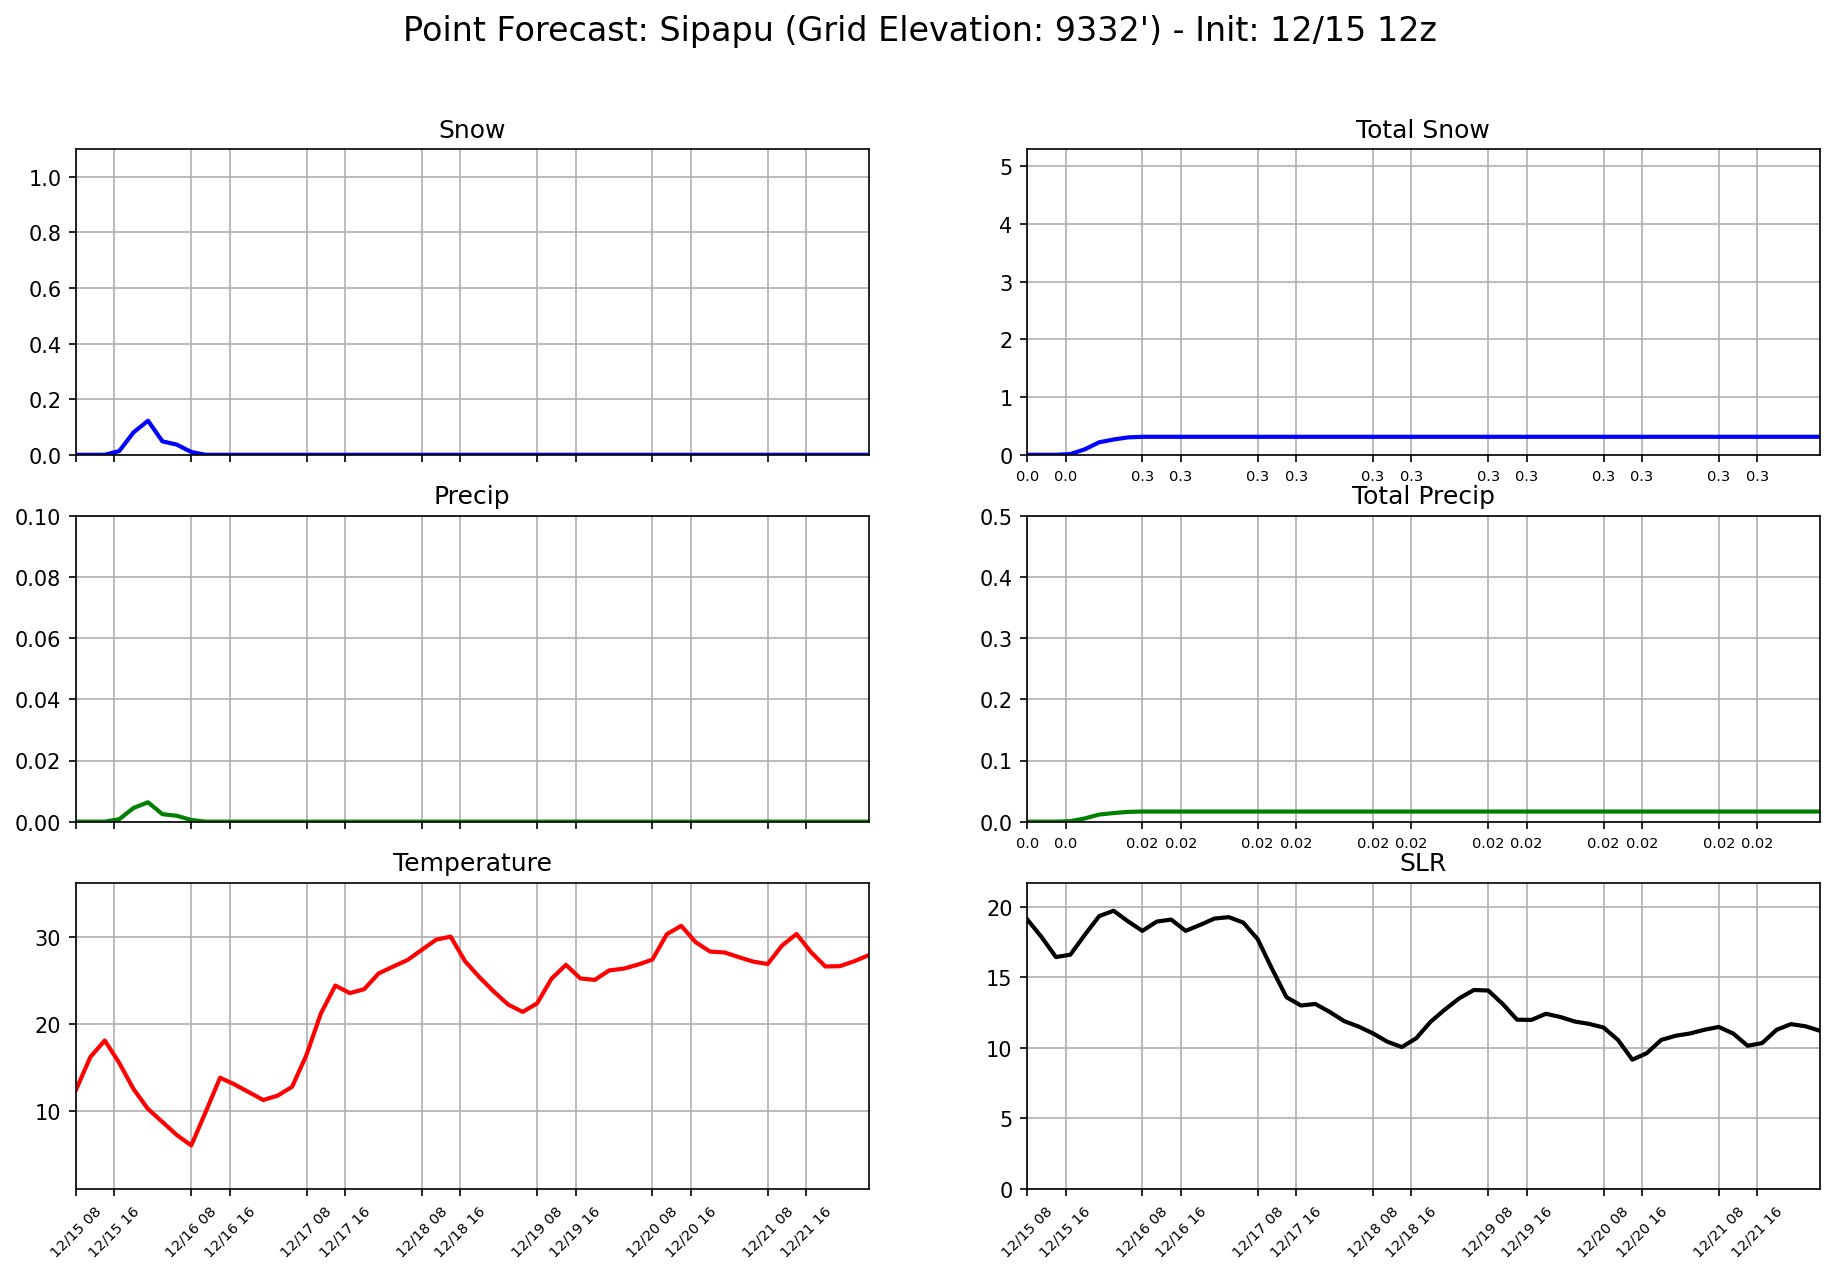 Point Forecast: Sipapu (Grid Elevation: 9332') - Init: 12/15 12z
Snow
1.0
0.8
0.6
0.4
0.2
0.0
Total Snow
5
4
3
2
1
0
0.0 0.0 0.3 0.3 0.3 0.3 0.3 0.3 0.3 0.3 0.3 0.3 0.3 0.3
Precip
0.10
0.08
0.06
0.04
0.02
0.00
Total Precip
0.5
0.4
0.3
0.2
0.1
0.0
0.0 0.0 0.02 0.02 0.02 0.02 0.02 0.02 0.02 0.02 0.02 0.02 0.02 0.02
Temperature
30
20
10
12/15 08 12/15 16 12/16 08 12/16 16 12/17 08 12/17 16 12/18 08 12/18 16 12/19 08 12/19 16 12/20 08 12/20 16 12/21 08 12/21 16
SLR
20
15
10
5
0
12/15 08 12/15 16 12/16 08 12/16 16 12/17 08 12/17 16 12/18 08 12/18 16 12/19 08 12/19 16 12/20 08 12/20 16 12/21 08 12/21 16